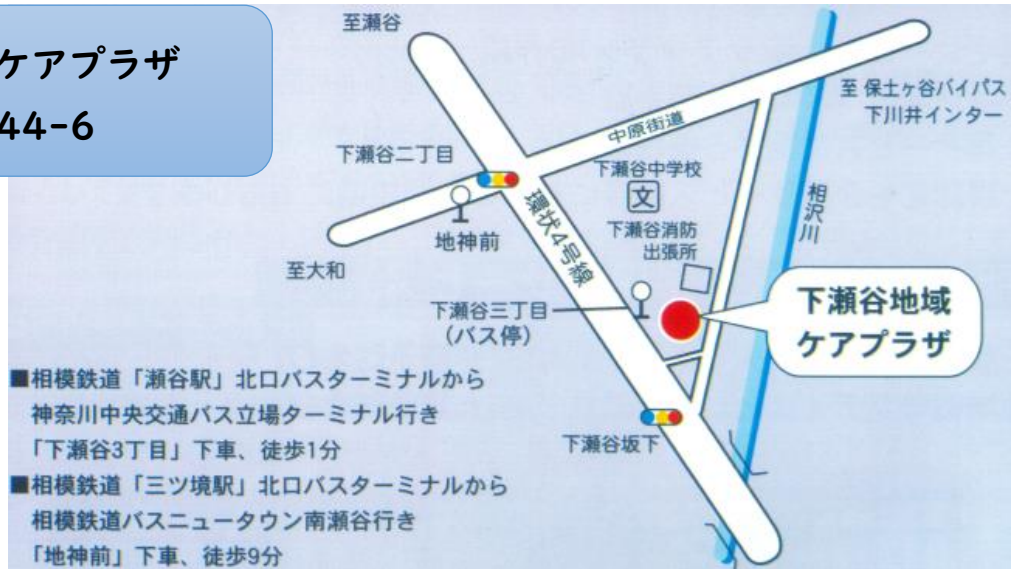 ケアプラザ
44-6
至瀬谷
至 保土ヶ谷バイパス
下川井インター
中原街道
下瀬谷二丁目
下瀬谷中学校
文
相沢川
地神前
環状4号線
下瀬谷消防
出張所
至大和
下瀬谷三丁目
(バス停)
下瀬谷地域
ケアプラザ
下瀬谷坂下
■相模鉄道「瀬谷駅」北口バスターミナルから
神奈川中央交通バス立場ターミナル行き
「下瀬谷3丁目」下車、徒歩1分
■相模鉄道「三ツ境駅」北口バスターミナルから
相模鉄道バスニュータウン南瀬谷行き
「地神前」下車、徒歩9分